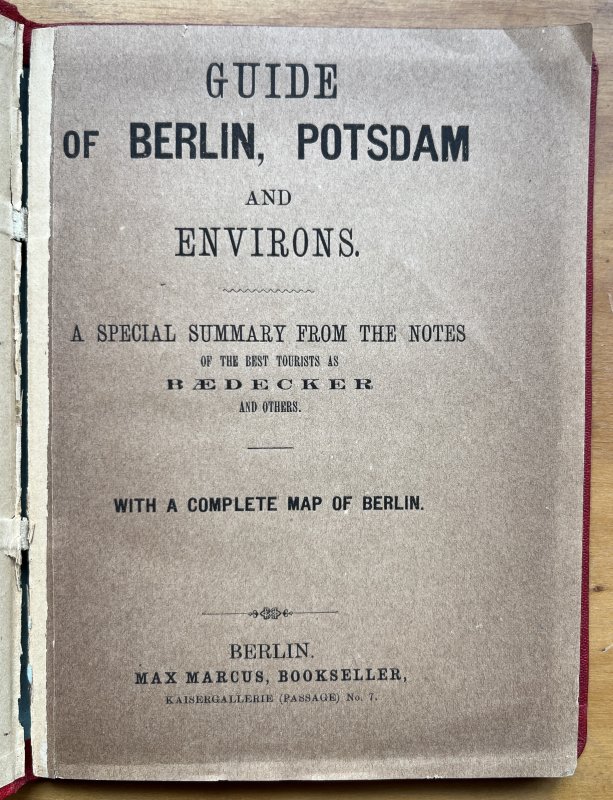 GUIDE
OF BERLIN, POTSDAM
AND
ENVIRONS.
A SPECIAL SUMMARY FROM THE NOTES
OF THE BEST TOURISTS AS
BÆDECKER
AND OTHERS.
WITH A COMPLETE MAP OF BERLIN.
BERLIN.
MAX MARCUS, BOOKSELLER,
KAISERGALLERIE (PASSAGE) No. 7.